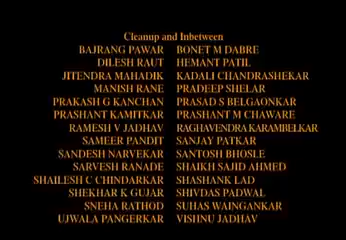 Cleanup and Inbetween
BAJRANG PAWAR BONET M DABRE
DILESH RAUT HEMANT PATIL
JITENDRA MAHADIK KADALI CHANDRASHEKAR
MANISH RANE PRADEEP SHELAR
PRAKASH G KANCHAN PRASAD S BELGAONKAR
PRASHANT KAMITKAR PRASHANT M CHAWARE
RAMESH V JADHAV RAGHAVENDRA KARAMBELKAR
SAMEER PANDIT SANJAY PATKAR
SANDESH NARVEKAR SANTOSH BHOSLE
SARVESH RANADE SHAIKH SAJID AHMED
SHAILESH C CHINDARKAR SHASHANK LAD
SHEKHAR K GUJAR SHIVDAS PADWAL
SNEHA RATHOD SUHAS WAINGANKAR
UJWALA PANGERKAR VISHNU JADHAV